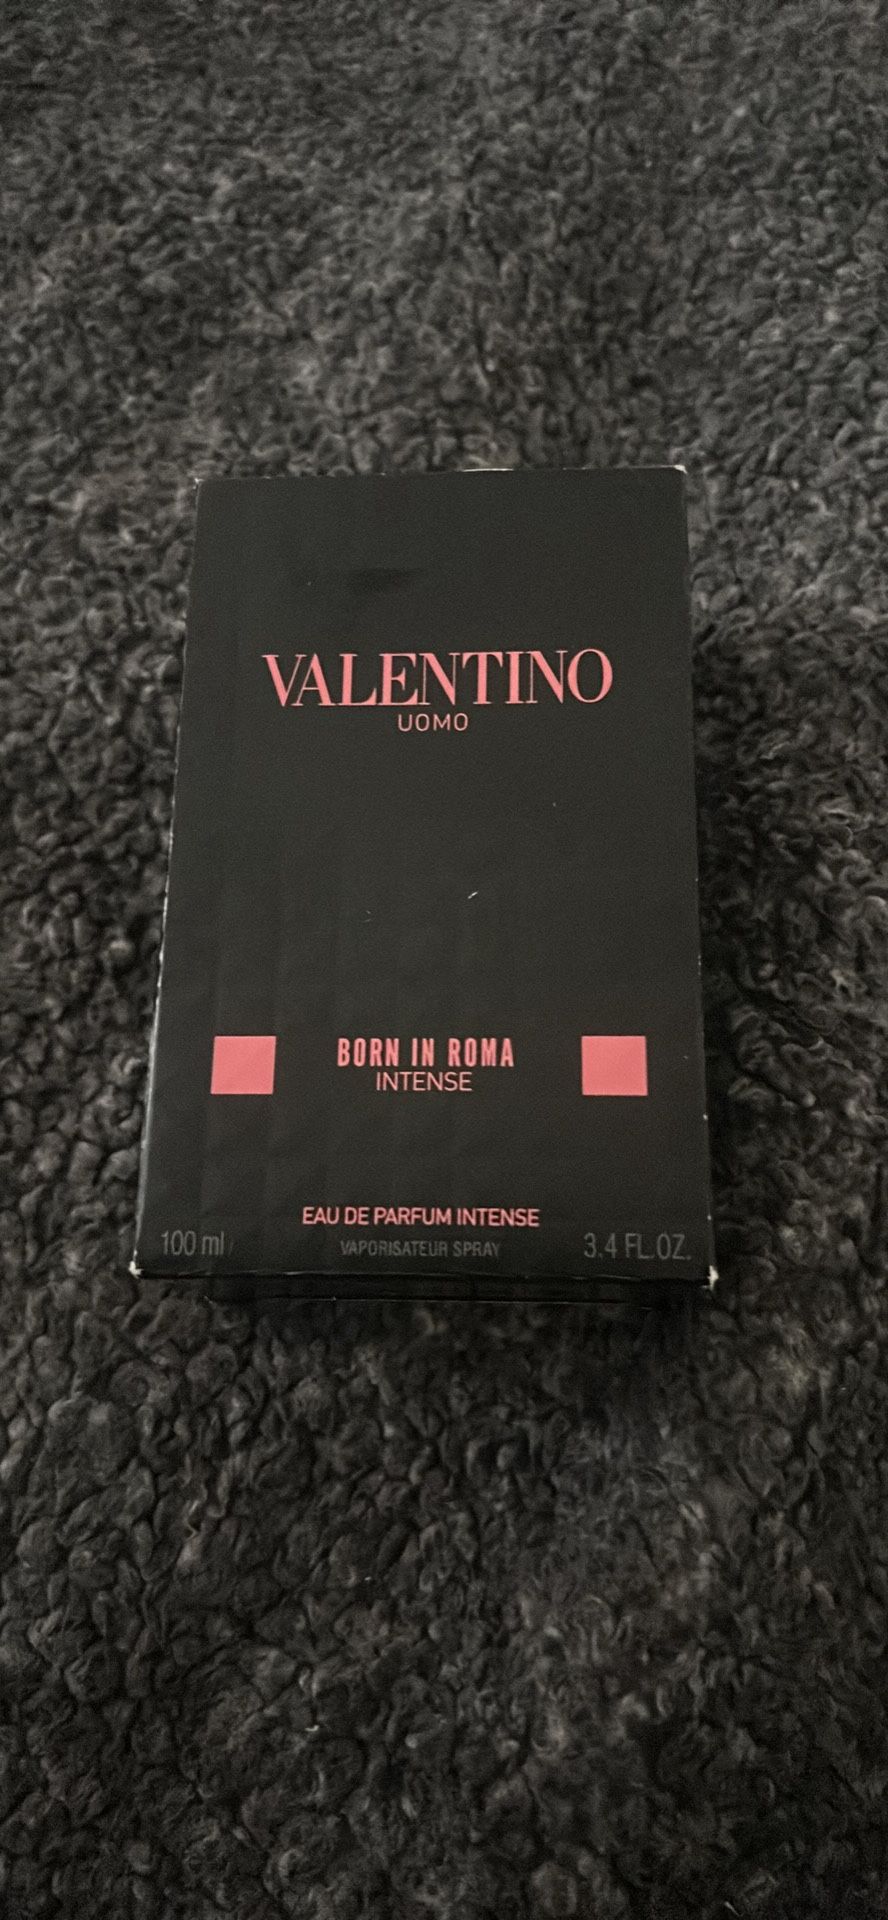 VALENTINO
UOMO
BORN IN ROMA
INTENSE
EAU DE PARFUM INTENSE
100 ml VAPORISATEUR SPRAY 3.4 FL.OZ.